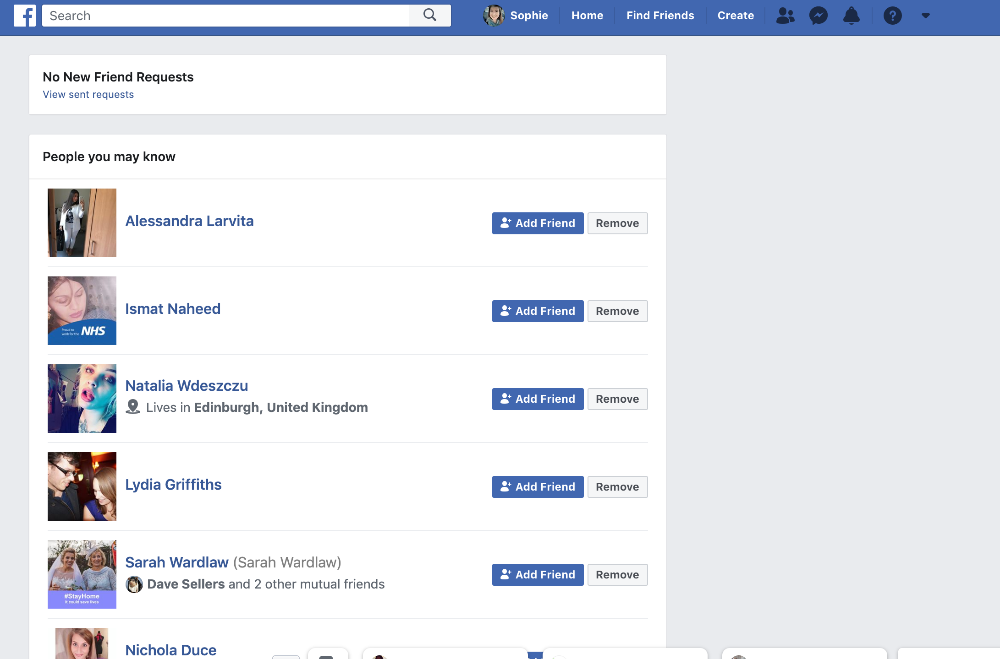 Search
Sophie
Home
Find Friends
Create
No New Friend Requests
View sent requests
People you may know
Alessandra Larvita
Add Friend
Remove
Ismat Naheed
Proud to
work for the NHS
Add Friend
Remove
Natalia Wdeszczu
Lives in Edinburgh, United Kingdom
Add Friend
Remove
Lydia Griffiths
Add Friend
Remove
Sarah Wardlaw (Sarah Wardlaw)
Dave Sellers and 2 other mutual friends
#StayHome
It could save lives
Add Friend
Remove
Nichola Duce